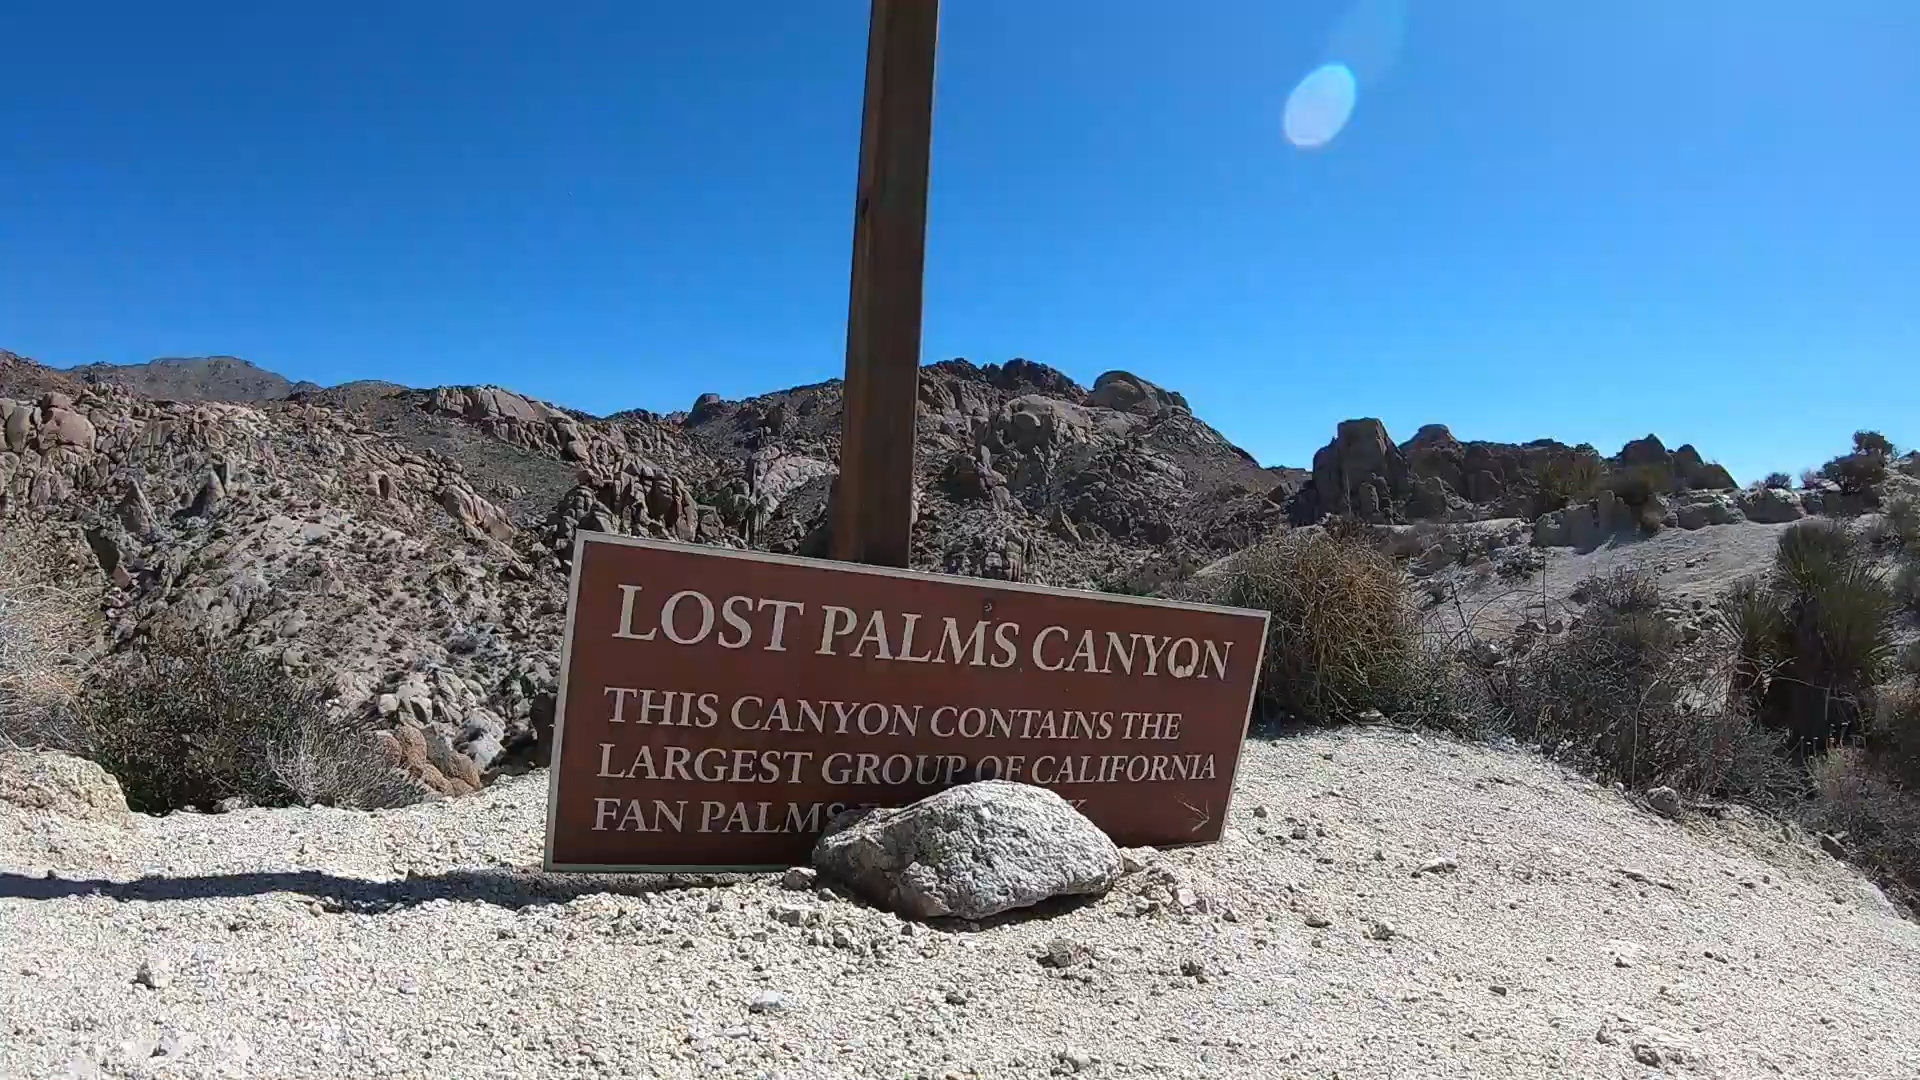 LOST PALMS CANYON
THIS CANYON CONTAINS THE
LARGEST GROUP OF CALIFORNIA
FAN PALMS